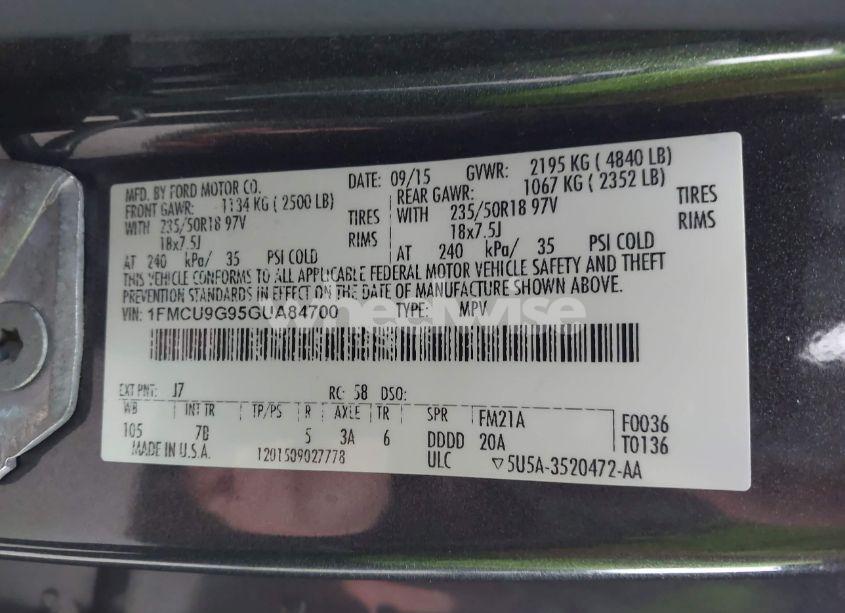 MFD. BY FORD MOTOR CO. DATE: 09/15 GVWR: 2195 KG ( 4840 LB)
FRONT GAWR: 1134 KG ( 2500 LB) REAR GAWR: 1067 KG ( 2352 LB)
WITH 235/50R18 97V TIRES WITH 235/50R18 97V TIRES
18x7.5J RIMS 18x7.5J RIMS
AT 240 kPa/ 35 PSI COLD AT 240 kPa/ 35 PSI COLD
THIS VEHICLE CONFORMS TO ALL APPLICABLE FEDERAL MOTOR VEHICLE SAFETY AND THEFT
PREVENTION STANDARDS IN EFFECT ON THE DATE OF MANUFACTURE SHOWN ABOVE.
VIN: 1FMCU9G95GUA84700 TYPE: MPV
wheelwise
EXT PNT: J7 RC: 58 DSO:
WB INT TR TP/PS R AXLE TR SPR FM21A F0036
105 7B 5 3A 6 DDDD 20A T0136
MADE IN U.S.A. 1201509027778 ULC ▽5U5A-3520472-AA